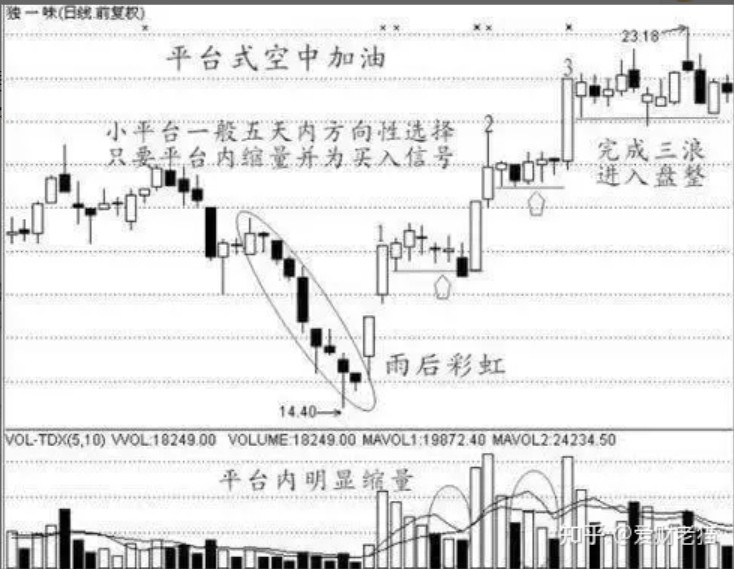 独一味(日线.前复权)
23.18
平台式空中加油
3
小平台一般五天内方向性选择
只要平台内缩量并为买入信号
2
完成三浪
进入盘整
1
雨后彩虹
14.40
VOL-TDX(5,10) VVOL:18249.00 VOLUME:18249.00 MAVOL1:19872.40 MAVOL2:24234.50
平台内明显缩量
知乎 @爱财老猫